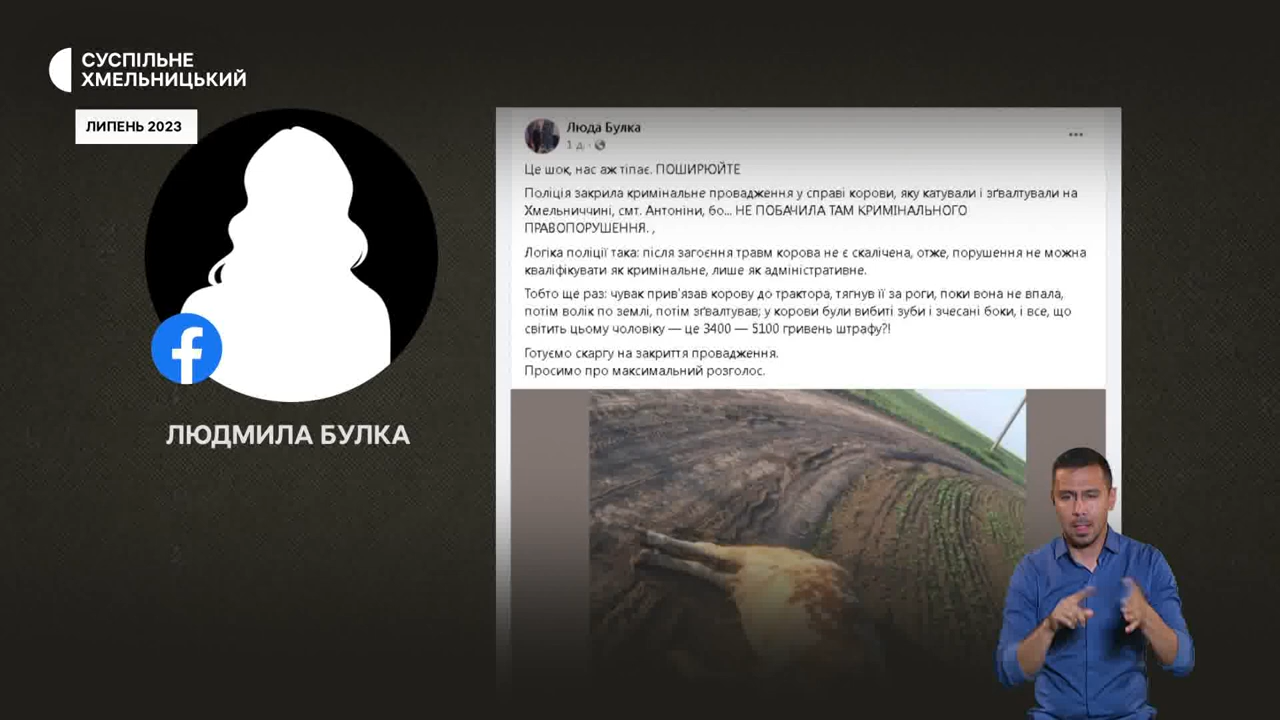 СУСПІЛЬНЕ
ХМЕЛЬНИЦЬКИЙ
ЛИПЕНЬ 2023
ЛЮДМИЛА БУЛКА
Люда Булка
1 д. ·
Це шок, нас аж тіпає. ПОШИРЮЙТЕ
Поліція закрила кримінальне провадження у справі корови, яку катували і зґвалтували на
Хмельниччині, смт. Антоніни, бо... НЕ ПОБАЧИЛА ТАМ КРИМІНАЛЬНОГО
ПРАВОПОРУШЕННЯ. ,
Логіка поліції така: після загоєння травм корова не є скалічена, отже, порушення не можна
кваліфікувати як кримінальне, лише як адміністративне.
Тобто ще раз: чувак прив'язав корову до трактора, тягнув її за роги, поки вона не впала,
потім волік по землі, потім зґвалтував; у корови були вибиті зуби і зчесані боки, і все, що
світить цьому чоловіку — це 3400 — 5100 гривень штрафу?!
Готуємо скаргу на закриття провадження.
Просимо про максимальний розголос.